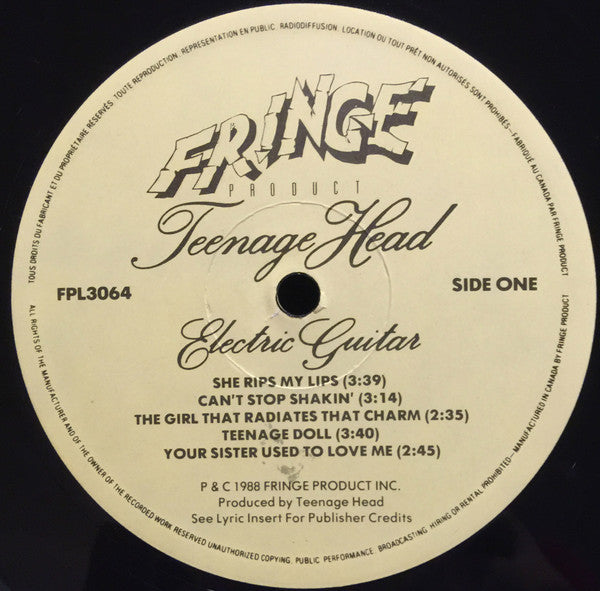 TOUS DROITS DU FABRICANT ET DU PROPRIÉTAIRE RÉSERVÉS. TOUTE REPRODUCTION, REPRÉSENTATION EN PUBLIC, RADIODIFFUSION, LOCATION OU TOUT PRÊT NON AUTORISÉS SONT PROHIBÉS—FABRIQUÉ AU CANADA PAR FRINGE PRODUCT
FRINGE
PRODUCT
Teenage Head
FPL3064
SIDE ONE
Electric Guitar
SHE RIPS MY LIPS (3:39)
CAN'T STOP SHAKIN' (3:14)
THE GIRL THAT RADIATES THAT CHARM (2:35)
TEENAGE DOLL (3:40)
YOUR SISTER USED TO LOVE ME (2:45)
P & C 1988 FRINGE PRODUCT INC.
Produced by Teenage Head
See Lyric Insert For Publisher Credits
ALL RIGHTS OF THE MANUFACTURER AND OF THE OWNER OF THE RECORDED WORK RESERVED UNAUTHORIZED COPYING, PUBLIC PERFORMANCE, BROADCASTING, HIRING OR RENTAL PROHIBITED—MANUFACTURED IN CANADA BY FRINGE PRODUCT